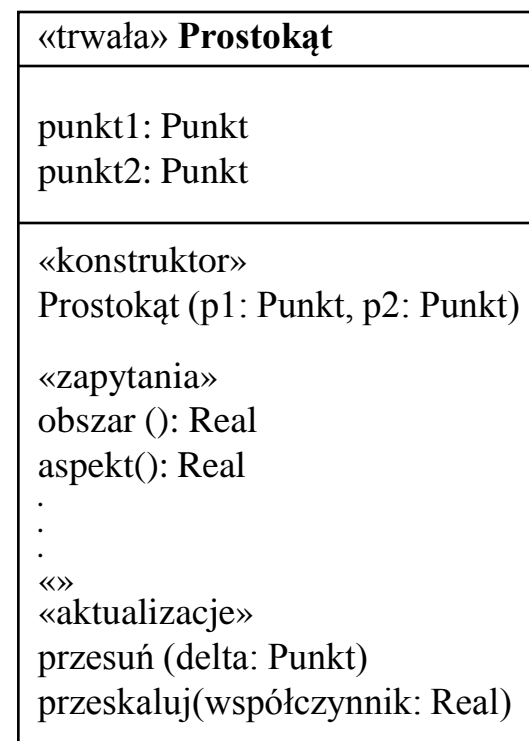 «trwała» Prostokąt
punkt1: Punkt
punkt2: Punkt
«konstruktor»
Prostokąt (p1: Punkt, p2: Punkt)
«zapytania»
obszar (): Real
aspekt(): Real
.
.
.
«»
«aktualizacje»
przesuń (delta: Punkt)
przeskaluj(współczynnik: Real)